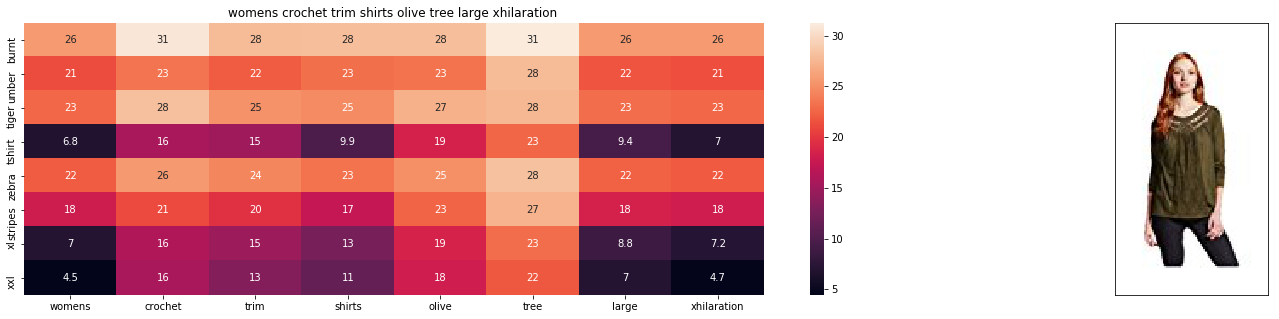 womens crochet trim shirts olive tree large xhilaration
burnt 26 31 28 28 28 31 26 26
umber 21 23 22 23 23 28 22 21
tiger 23 28 25 25 27 28 23 23
tshirt 6.8 16 15 9.9 19 23 9.4 7
zebra 22 26 24 23 25 28 22 22
stripes 18 21 20 17 23 27 18 18
xl 7 16 15 13 19 23 8.8 7.2
xxl 4.5 16 13 11 18 22 7 4.7
womens crochet trim shirts olive tree large xhilaration
30
25
20
15
10
5